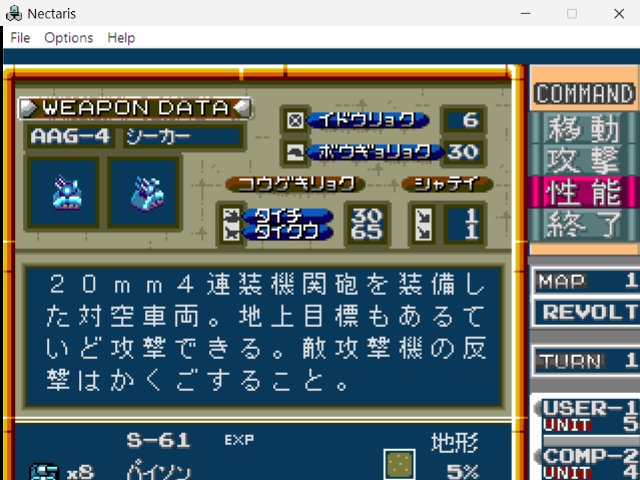 Nectaris
File Options Help
WEAPON DATA
AAG-4 シーカー
イドウリョク 6
ボウギョリョク 30
コウゲキリョク シャテイ
タイチ 30 1
タイクウ 65 1
20mm4連装機関砲を装備し
た対空車両。地上目標もあるて
いど攻撃できる。敵攻撃機の反
撃はかくごすること。
S-61 EXP 地形
x8 パイソン 5%
COMMAND
移動
攻撃
性能
終了
MAP 1
REVOLT
TURN 1
USER-1
UNIT 5
COMP-2
UNIT 4